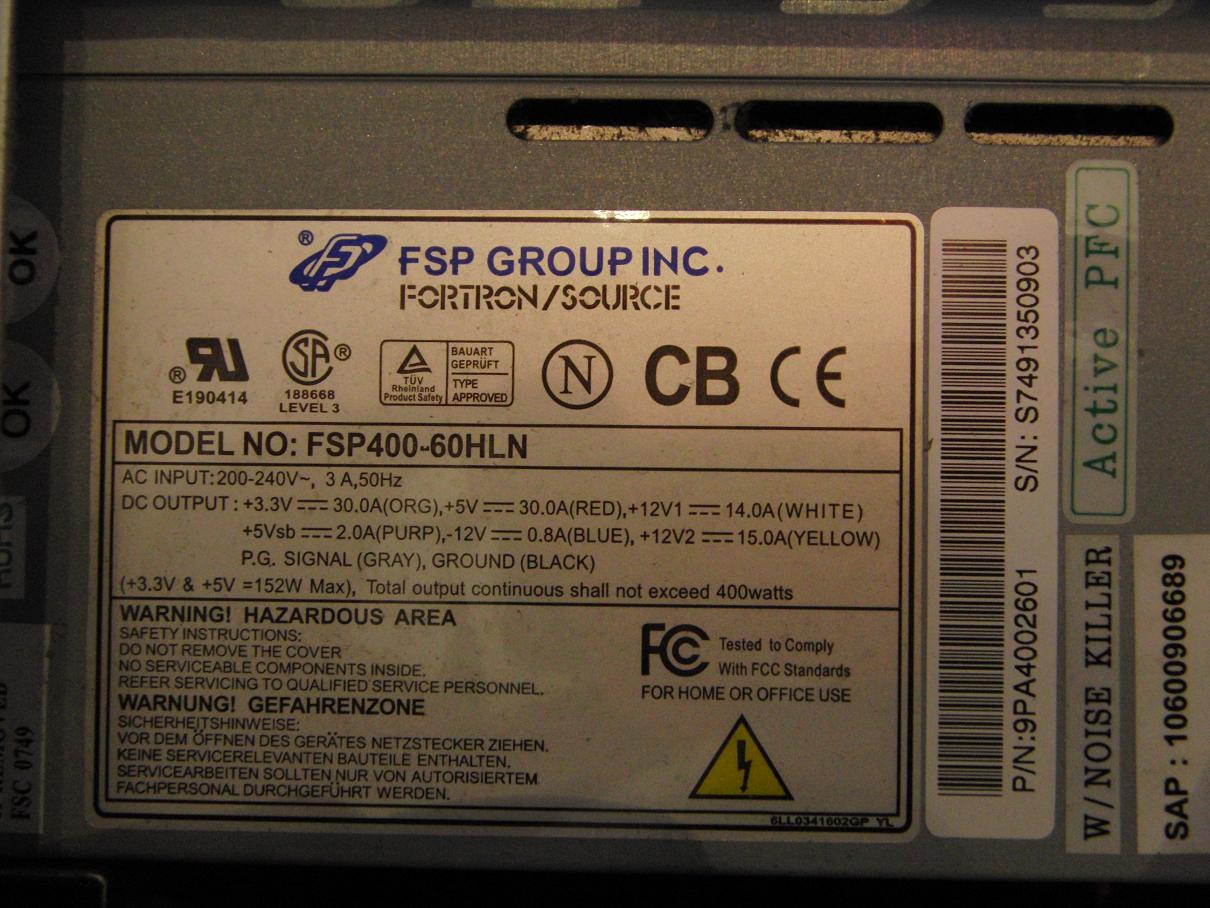 ® FSP GROUP INC.
FORTRON/SOURCE
® RU
E190414
SA ®
188668
LEVEL 3
TÜV
Rheinland
Product Safety
BAUART
GEPRÜFT
TYPE
APPROVED
N
CB CE
MODEL NO: FSP400-60HLN
AC INPUT: 200-240V~, 3 A,50Hz
DC OUTPUT : +3.3V ⎓ 30.0A(ORG),+5V ⎓ 30.0A(RED),+12V1 ⎓ 14.0A(WHITE)
+5Vsb ⎓ 2.0A(PURP),-12V ⎓ 0.8A(BLUE), +12V2 ⎓ 15.0A(YELLOW)
P.G. SIGNAL (GRAY), GROUND (BLACK)
(+3.3V & +5V =152W Max), Total output continuous shall not exceed 400watts
WARNING! HAZARDOUS AREA
SAFETY INSTRUCTIONS:
DO NOT REMOVE THE COVER
NO SERVICEABLE COMPONENTS INSIDE.
REFER SERVICING TO QUALIFIED SERVICE PERSONNEL.
WARNUNG! GEFAHRENZONE
SICHERHEITSHINWEISE:
VOR DEM ÖFFNEN DES GERÄTES NETZSTECKER ZIEHEN.
KEINE SERVICERELEVANTEN BAUTEILE ENTHALTEN,
SERVICEARBEITEN SOLLTEN NUR VON AUTORISIERTEM
FACHPERSONAL DURCHGEFÜHRT WERDEN.
FC Tested to Comply
With FCC Standards
FOR HOME OR OFFICE USE
6LL0341602GP YL
P/N:9PA4002601 S/N: S7491350903
Active PFC
W/NOISE KILLER
SAP : 10600906689
OK
OK
FSC 0749